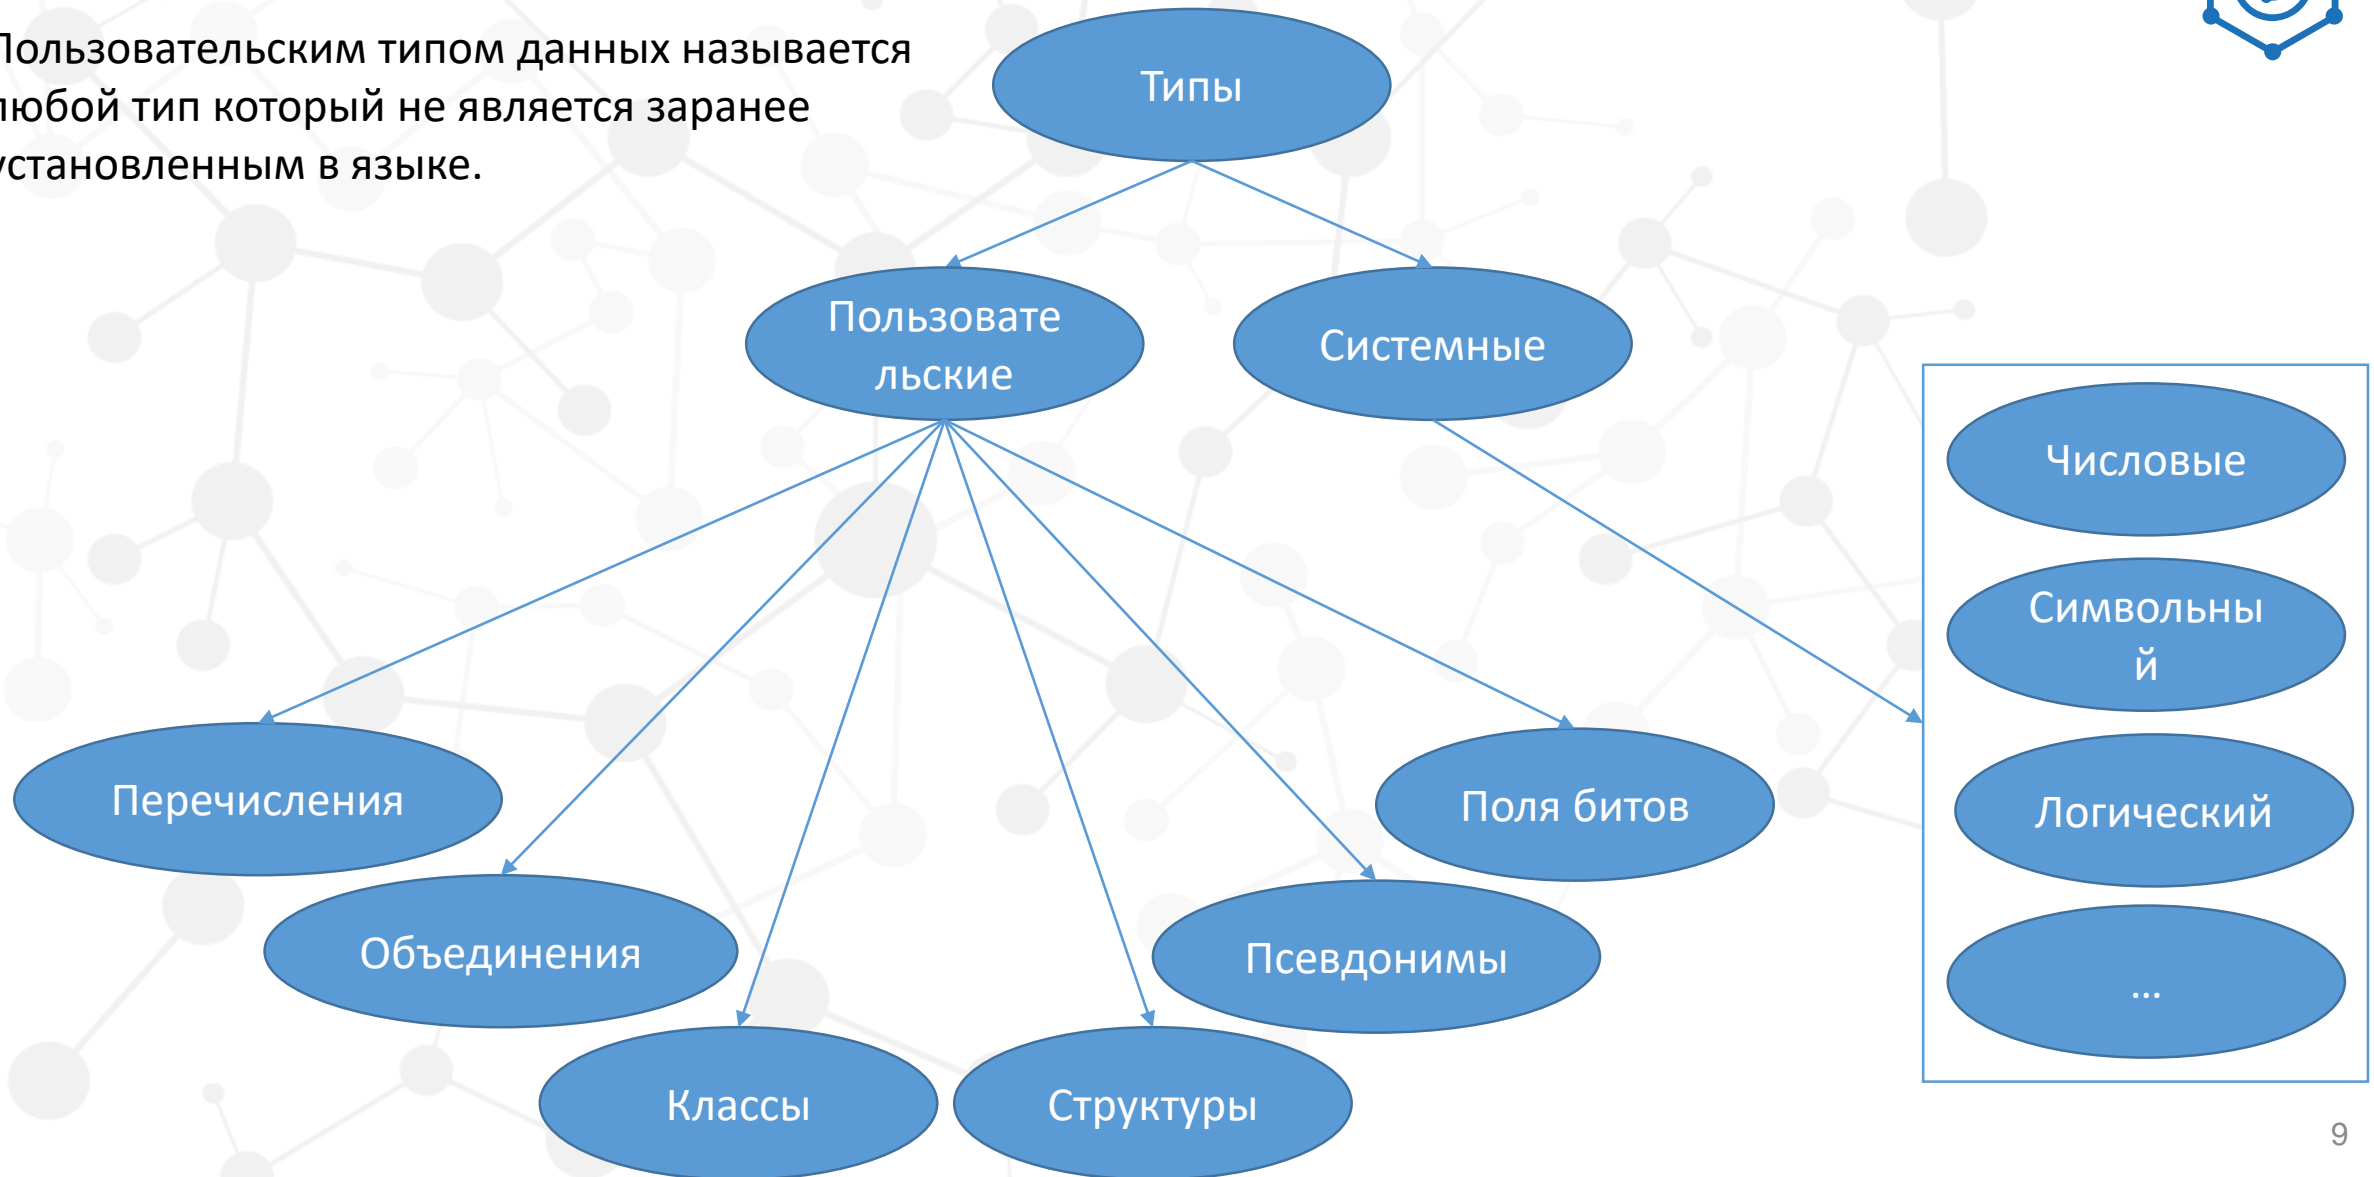 Пользовательским типом данных называется
любой тип который не является заранее
установленным в языке.
Типы
Пользовате
льские
Системные
Числовые
Символьны
й
Логический
...
Перечисления
Поля битов
Объединения
Псевдонимы
Классы
Структуры
9